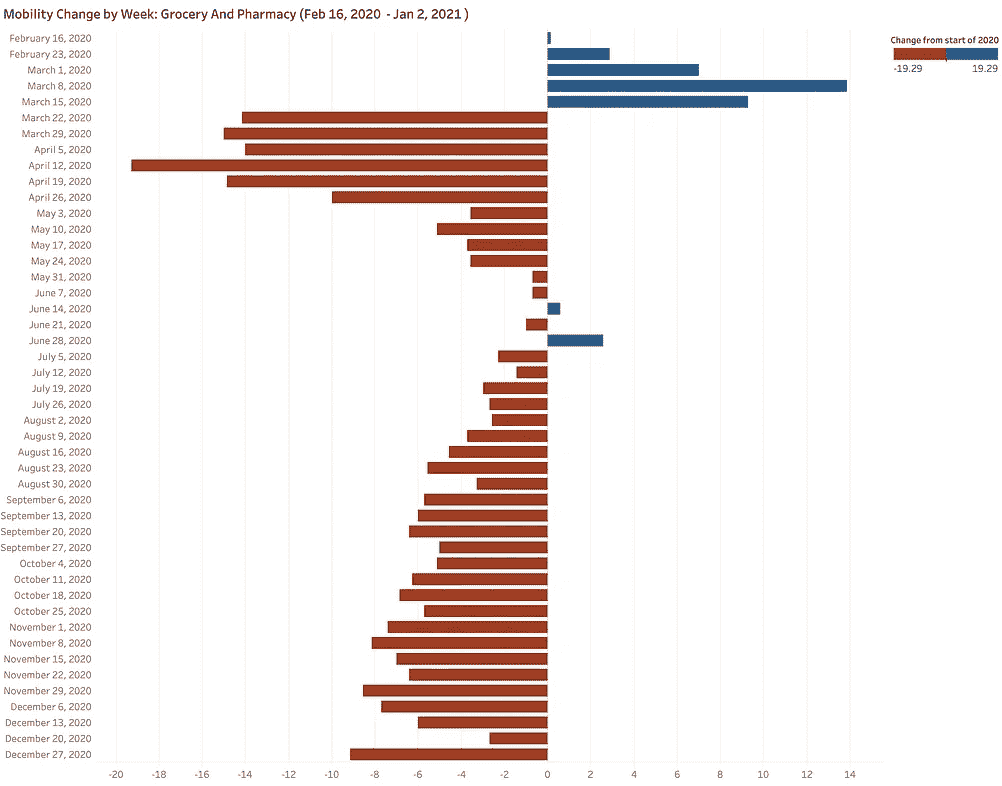 Mobility Change by Week: Grocery And Pharmacy (Feb 16, 2020 - Jan 2, 2021 )
Change from start of 2020
-19.29 19.29
February 16, 2020
February 23, 2020
March 1, 2020
March 8, 2020
March 15, 2020
March 22, 2020
March 29, 2020
April 5, 2020
April 12, 2020
April 19, 2020
April 26, 2020
May 3, 2020
May 10, 2020
May 17, 2020
May 24, 2020
May 31, 2020
June 7, 2020
June 14, 2020
June 21, 2020
June 28, 2020
July 5, 2020
July 12, 2020
July 19, 2020
July 26, 2020
August 2, 2020
August 9, 2020
August 16, 2020
August 23, 2020
August 30, 2020
September 6, 2020
September 13, 2020
September 20, 2020
September 27, 2020
October 4, 2020
October 11, 2020
October 18, 2020
October 25, 2020
November 1, 2020
November 8, 2020
November 15, 2020
November 22, 2020
November 29, 2020
December 6, 2020
December 13, 2020
December 20, 2020
December 27, 2020
-20 -18 -16 -14 -12 -10 -8 -6 -4 -2 0 2 4 6 8 10 12 14